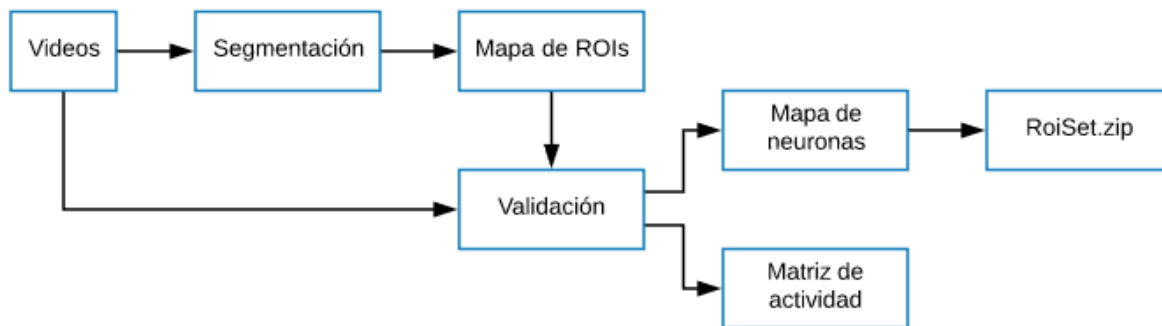 Videos
Segmentación
Mapa de ROIs
Mapa de
neuronas
RoiSet.zip
Validación
Matriz de
actividad